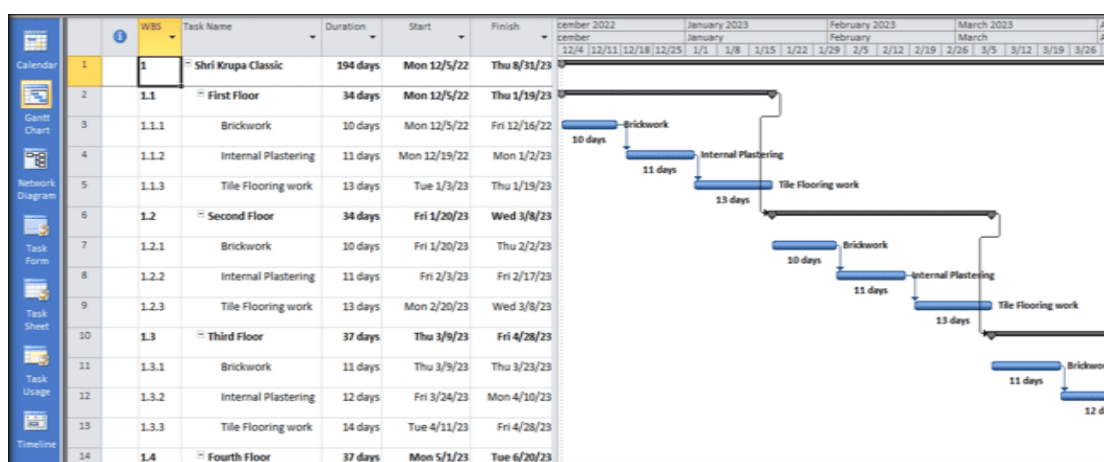 WBS Task Name Duration Start Finish
cember 2022 January 2023 February 2023 March 2023
cember January February March
12/4 12/11 12/18 12/25 1/1 1/8 1/15 1/22 1/29 2/5 2/12 2/19 2/26 3/5 3/12 3/19 3/26
Calendar
Gantt
Chart
Network
Diagram
Task
Form
Task
Sheet
Task
Usage
Timeline
1 1 Shri Krupa Classic 194 days Mon 12/5/22 Thu 8/31/23
2 1.1 First Floor 34 days Mon 12/5/22 Thu 1/19/23
3 1.1.1 Brickwork 10 days Mon 12/5/22 Fri 12/16/22 Brickwork
10 days
4 1.1.2 Internal Plastering 11 days Mon 12/19/22 Mon 1/2/23 Internal Plastering
11 days
5 1.1.3 Tile Flooring work 13 days Tue 1/3/23 Thu 1/19/23 Tile Flooring work
13 days
6 1.2 Second Floor 34 days Fri 1/20/23 Wed 3/8/23
7 1.2.1 Brickwork 10 days Fri 1/20/23 Thu 2/2/23 Brickwork
10 days
8 1.2.2 Internal Plastering 11 days Fri 2/3/23 Fri 2/17/23 Internal Plastering
11 days
9 1.2.3 Tile Flooring work 13 days Mon 2/20/23 Wed 3/8/23 Tile Flooring work
13 days
10 1.3 Third Floor 37 days Thu 3/9/23 Fri 4/28/23
11 1.3.1 Brickwork 11 days Thu 3/9/23 Thu 3/23/23 Brickwo
11 days
12 1.3.2 Internal Plastering 12 days Fri 3/24/23 Mon 4/10/23
12 d
13 1.3.3 Tile Flooring work 14 days Tue 4/11/23 Fri 4/28/23
14 1.4 Fourth Floor 37 days Mon 5/1/23 Tue 6/20/23